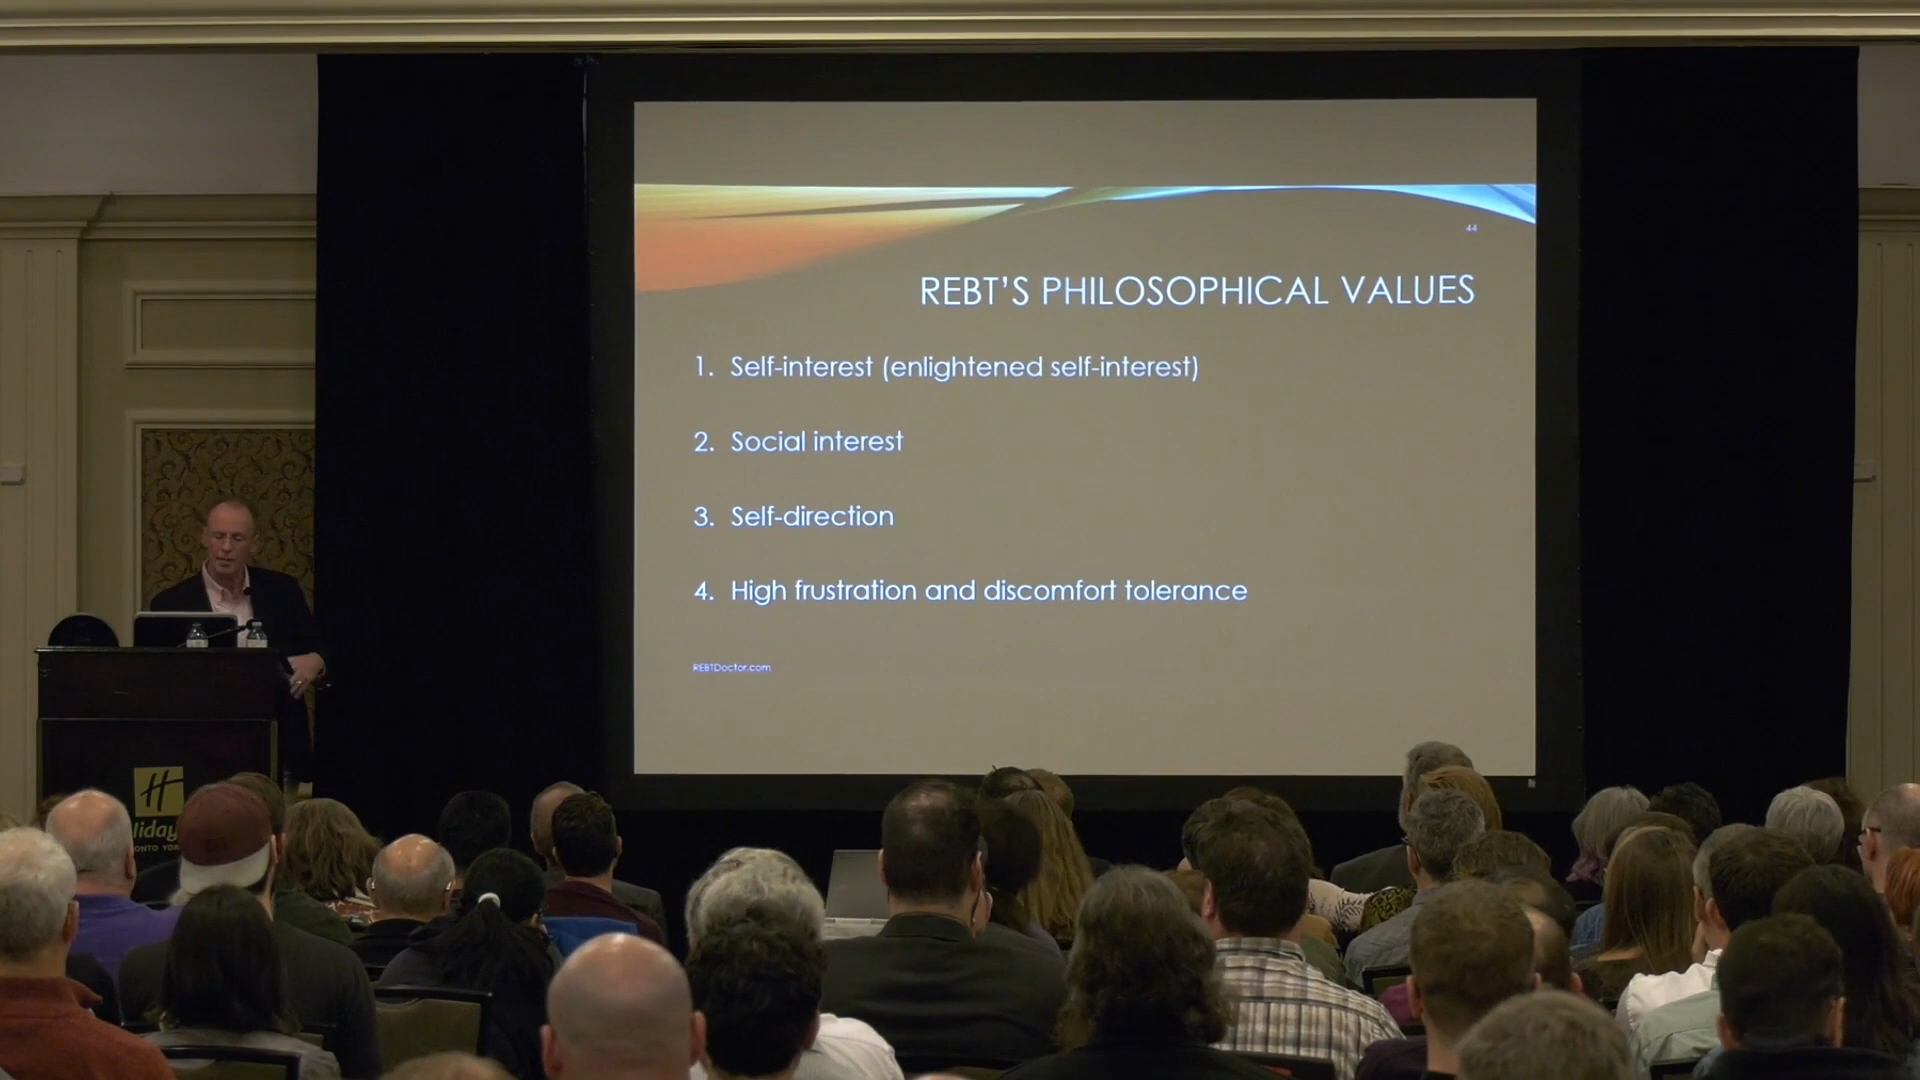 44
REBT'S PHILOSOPHICAL VALUES
1. Self-interest (enlightened self-interest)
2. Social interest
3. Self-direction
4. High frustration and discomfort tolerance
REBTDoctor.com
H